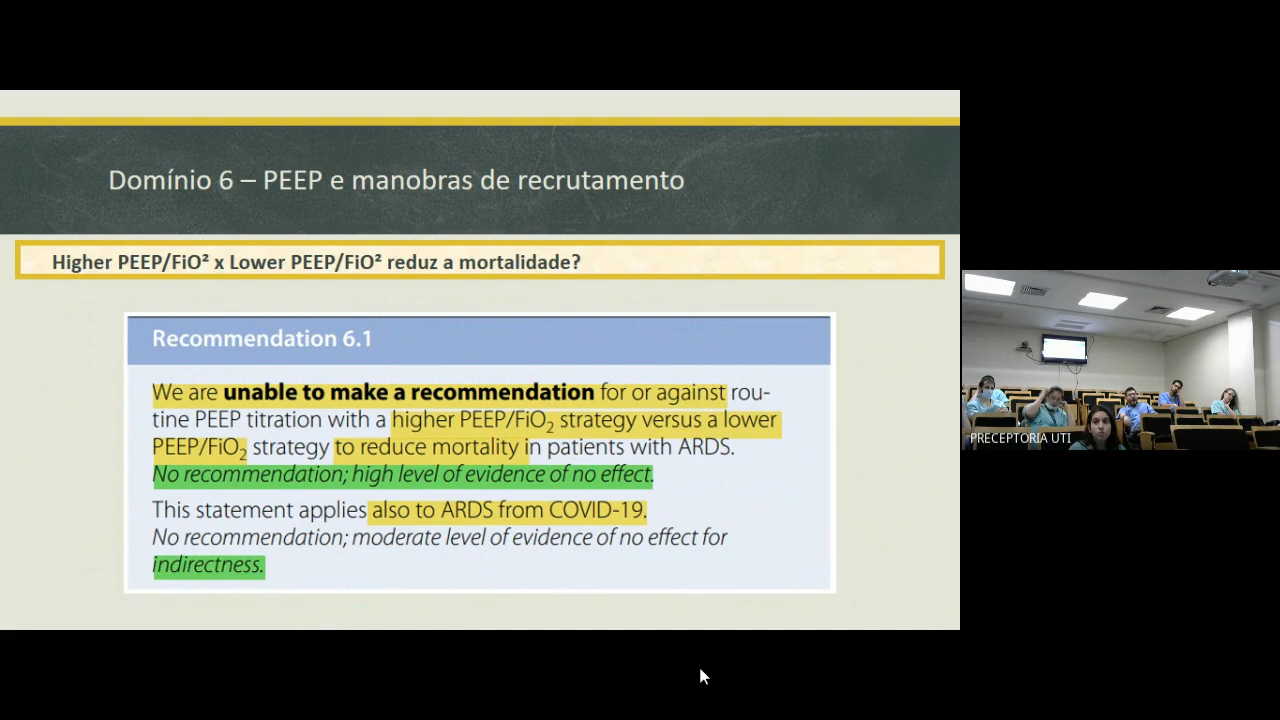 Domínio 6 – PEEP e manobras de recrutamento
Higher PEEP/FiO² x Lower PEEP/FiO² reduz a mortalidade?
Recommendation 6.1
We are unable to make a recommendation for or against rou-
tine PEEP titration with a higher PEEP/FiO₂ strategy versus a lower
PEEP/FiO₂ strategy to reduce mortality in patients with ARDS.
No recommendation; high level of evidence of no effect.
This statement applies also to ARDS from COVID-19.
No recommendation; moderate level of evidence of no effect for
indirectness.
PRECEPTORIA UTI